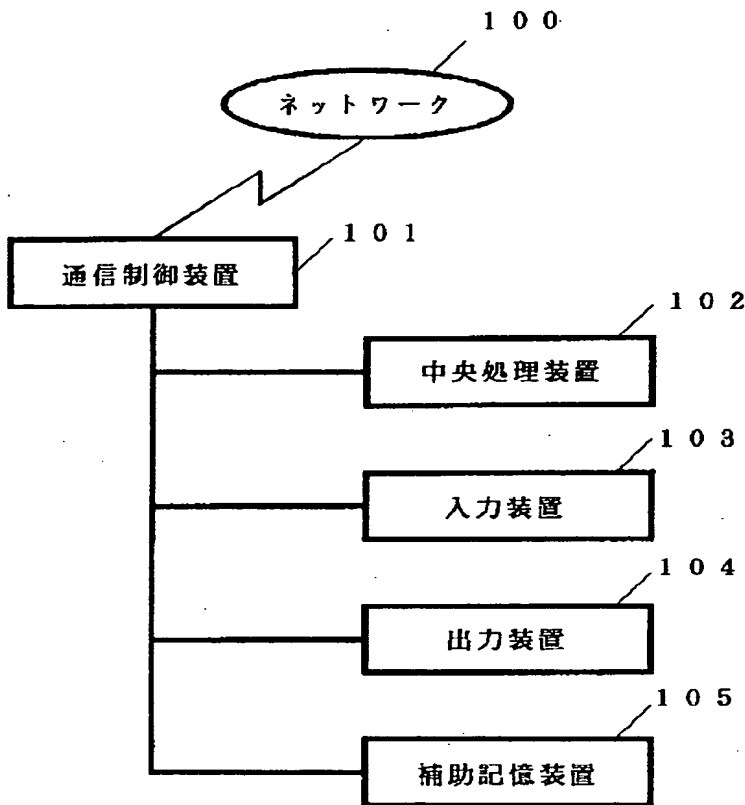 １００
ネットワーク
１０１
通信制御装置
１０２
中央処理装置
１０３
入力装置
１０４
出力装置
１０５
補助記憶装置